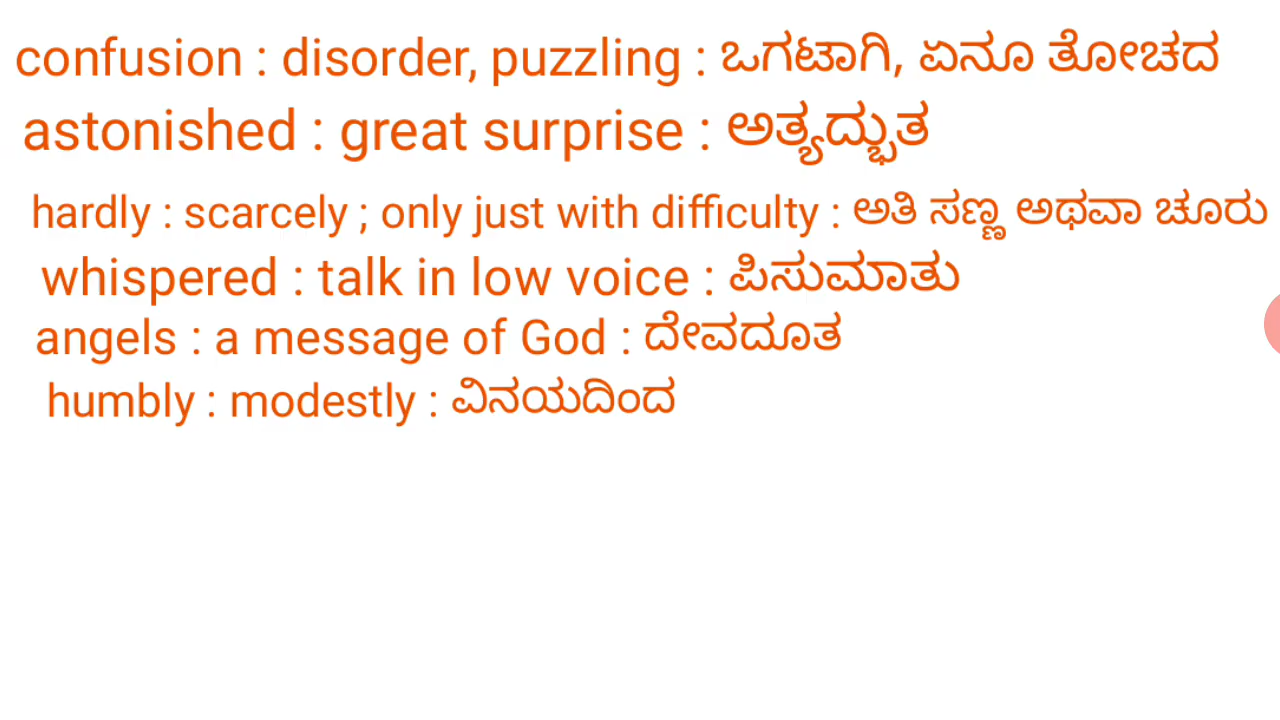 confusion : disorder, puzzling : ಒಗಟಾಗಿ, ಏನೂ ತೋಚದ
astonished : great surprise : ಅತ್ಯದ್ಭುತ
hardly : scarcely ; only just with difficulty : ಅತಿ ಸಣ್ಣ ಅಥವಾ ಚೂರು
whispered : talk in low voice : ಪಿಸುಮಾತು
angels : a message of God : ದೇವದೂತ
humbly : modestly : ವಿನಯದಿಂದ